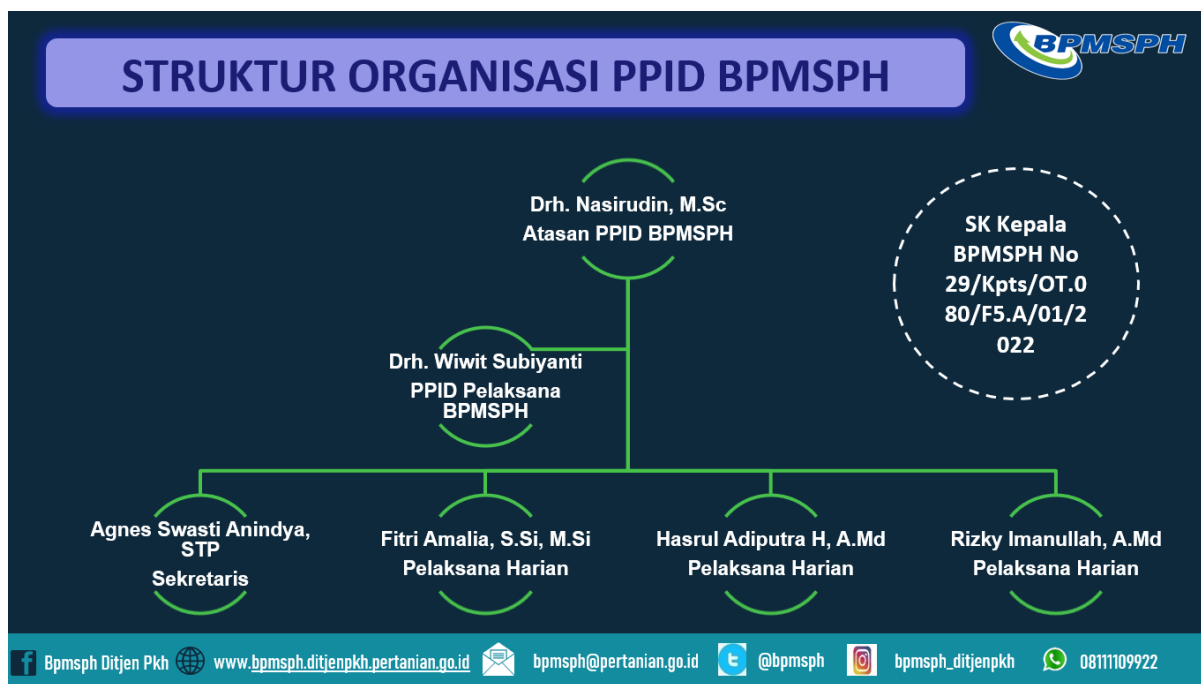 BPMSPH
STRUKTUR ORGANISASI PPID BPMSPH
Drh. Nasirudin, M.Sc
Atasan PPID BPMSPH
SK Kepala
BPMSPH No
29/Kpts/OT.0
80/F5.A/01/2
022
Drh. Wiwit Subiyanti
PPID Pelaksana
BPMSPH
Agnes Swasti Anindya,
STP
Sekretaris
Fitri Amalia, S.Si, M.Si
Pelaksana Harian
Hasrul Adiputra H, A.Md
Pelaksana Harian
Rizky Imanullah, A.Md
Pelaksana Harian
Bpmsph Ditjen Pkh www.bpmsph.ditjenpkh.pertanian.go.id bpmsph@pertanian.go.id @bpmsph bpmsph_ditjenpkh 08111109922